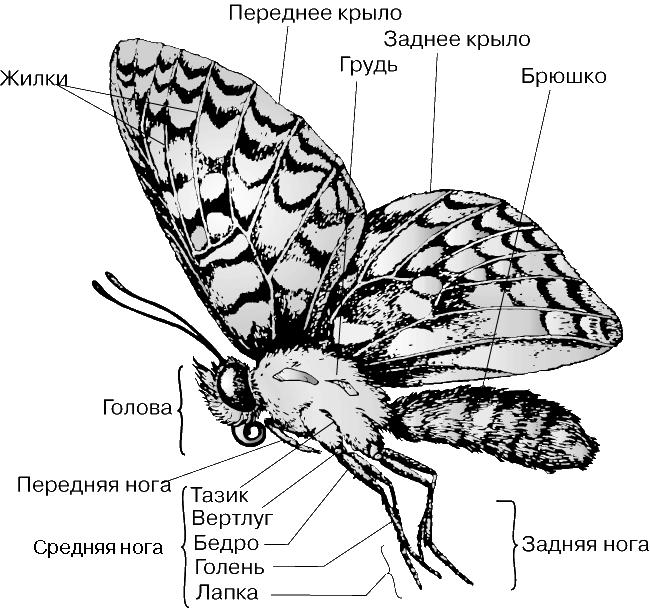 Переднее крыло
Заднее крыло
Грудь
Жилки
Брюшко
Голова
Передняя нога
Тазик
Вертлуг
Средняя нога
Бедро
Задняя нога
Голень
Лапка